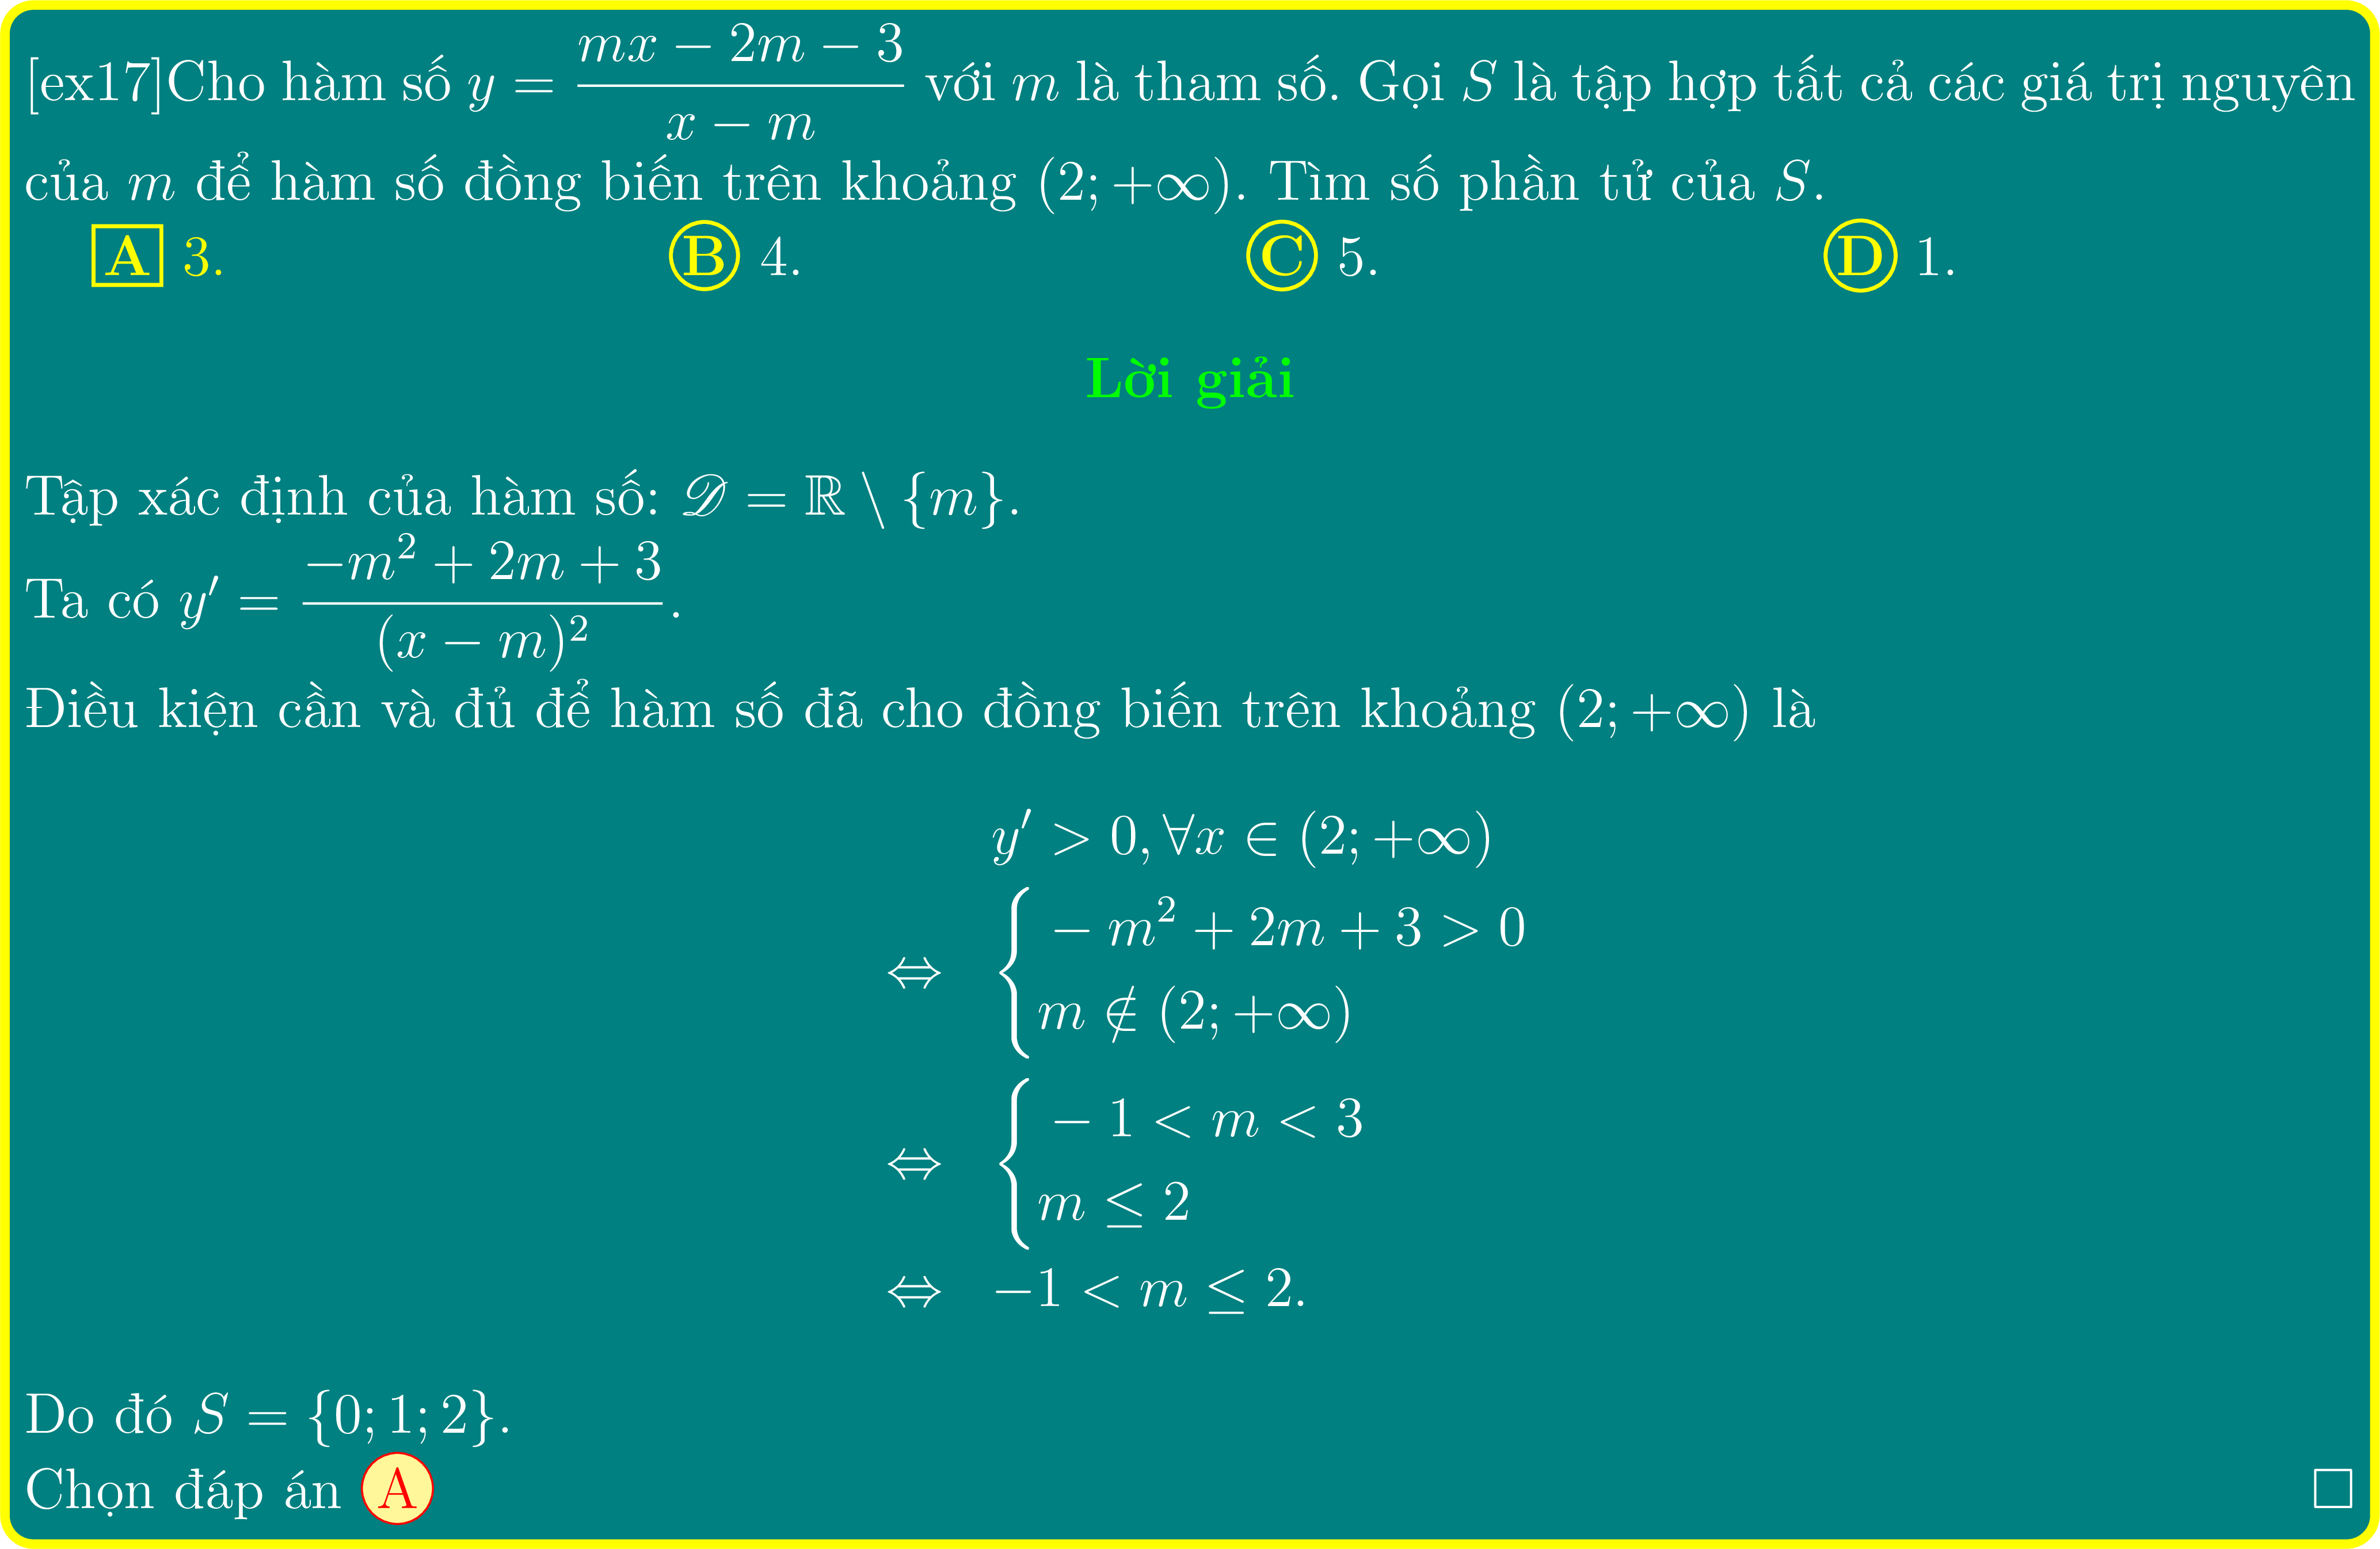 [ex17]Cho hàm số $y = \dfrac{mx - 2m - 3}{x - m}$ với $m$ là tham số. Gọi $S$ là tập hợp tất cả các giá trị nguyên
của $m$ để hàm số đồng biến trên khoảng $(2; +\infty)$. Tìm số phần tử của $S$.
A 3. B 4. C 5. D 1.
Lời giải
Tập xác định của hàm số: $\mathscr{D} = \mathbb{R} \setminus \{m\}$.
Ta có $y' = \dfrac{-m^2 + 2m + 3}{(x - m)^2}$.
Điều kiện cần và đủ để hàm số đã cho đồng biến trên khoảng $(2; +\infty)$ là
$y' > 0, \forall x \in (2; +\infty)$
$\Leftrightarrow \begin{cases} -m^2 + 2m + 3 > 0 \\ m \notin (2; +\infty) \end{cases}$
$\Leftrightarrow \begin{cases} -1 < m < 3 \\ m \leq 2 \end{cases}$
$\Leftrightarrow -1 < m \leq 2.$
Do đó $S = \{0; 1; 2\}$.
Chọn đáp án A □